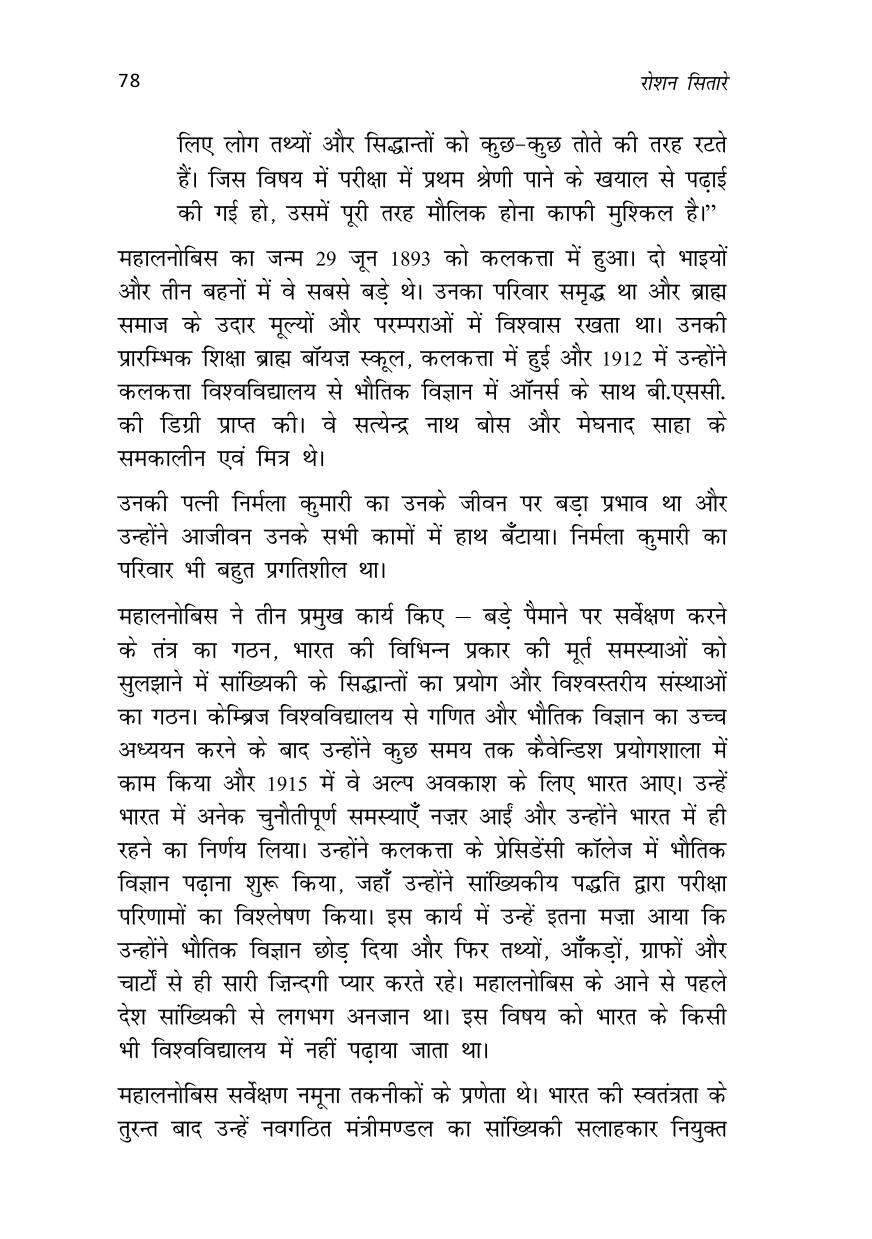 78 रोशन सितारे
लिए लोग तथ्यों और सिद्धान्तों को कुछ-कुछ तोते की तरह रटते
हैं। जिस विषय में परीक्षा में प्रथम श्रेणी पाने के खयाल से पढ़ाई
की गई हो, उसमें पूरी तरह मौलिक होना काफी मुश्किल है।”
महालनोबिस का जन्म 29 जून 1893 को कलकत्ता में हुआ। दो भाइयों
और तीन बहनों में वे सबसे बड़े थे। उनका परिवार समृद्ध था और ब्राह्म
समाज के उदार मूल्यों और परम्पराओं में विश्वास रखता था। उनकी
प्रारम्भिक शिक्षा ब्राह्म बॉयज़ स्कूल, कलकत्ता में हुई और 1912 में उन्होंने
कलकत्ता विश्वविद्यालय से भौतिक विज्ञान में ऑनर्स के साथ बी.एससी.
की डिग्री प्राप्त की। वे सत्येन्द्र नाथ बोस और मेघनाद साहा के
समकालीन एवं मित्र थे।
उनकी पत्नी निर्मला कुमारी का उनके जीवन पर बड़ा प्रभाव था और
उन्होंने आजीवन उनके सभी कामों में हाथ बँटाया। निर्मला कुमारी का
परिवार भी बहुत प्रगतिशील था।
महालनोबिस ने तीन प्रमुख कार्य किए – बड़े पैमाने पर सर्वेक्षण करने
के तंत्र का गठन, भारत की विभिन्न प्रकार की मूर्त समस्याओं को
सुलझाने में सांख्यिकी के सिद्धान्तों का प्रयोग और विश्वस्तरीय संस्थाओं
का गठन। केम्ब्रिज विश्वविद्यालय से गणित और भौतिक विज्ञान का उच्च
अध्ययन करने के बाद उन्होंने कुछ समय तक कैवेन्डिश प्रयोगशाला में
काम किया और 1915 में वे अल्प अवकाश के लिए भारत आए। उन्हें
भारत में अनेक चुनौतीपूर्ण समस्याएँ नज़र आईं और उन्होंने भारत में ही
रहने का निर्णय लिया। उन्होंने कलकत्ता के प्रेसिडेंसी कॉलेज में भौतिक
विज्ञान पढ़ाना शुरू किया, जहाँ उन्होंने सांख्यिकीय पद्धति द्वारा परीक्षा
परिणामों का विश्लेषण किया। इस कार्य में उन्हें इतना मज़ा आया कि
उन्होंने भौतिक विज्ञान छोड़ दिया और फिर तथ्यों, आँकड़ों, ग्राफों और
चार्टों से ही सारी ज़िन्दगी प्यार करते रहे। महालनोबिस के आने से पहले
देश सांख्यिकी से लगभग अनजान था। इस विषय को भारत के किसी
भी विश्वविद्यालय में नहीं पढ़ाया जाता था।
महालनोबिस सर्वेक्षण नमूना तकनीकों के प्रणेता थे। भारत की स्वतंत्रता के
तुरन्त बाद उन्हें नवगठित मंत्रीमण्डल का सांख्यिकी सलाहकार नियुक्त